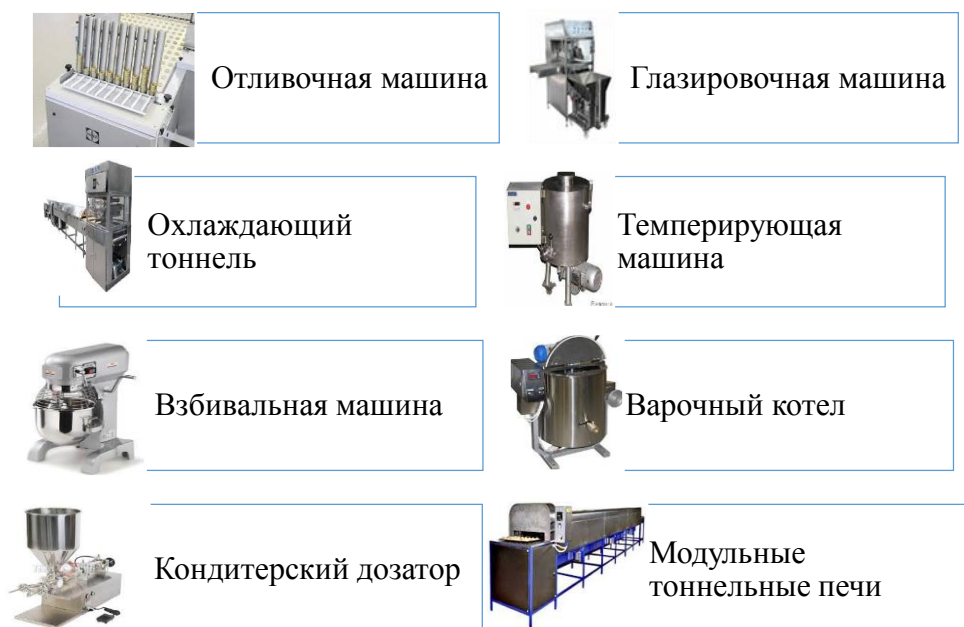 Отливочная машина
Глазировочная машина
Охлаждающий
тоннель
Темперирующая
машина
Взбивальная машина
Варочный котел
Кондитерский дозатор
Модульные
тоннельные печи